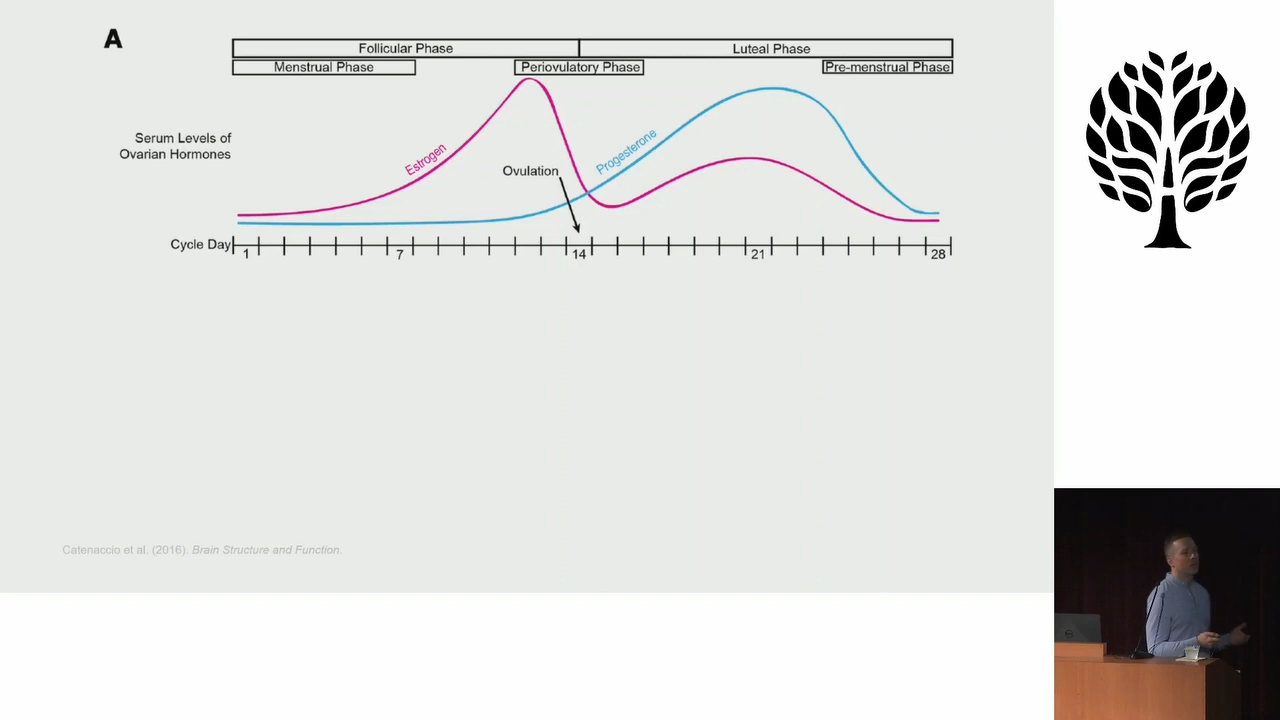 A
Follicular Phase
Luteal Phase
Menstrual Phase
Periovulatory Phase
Pre-menstrual Phase
Serum Levels of
Ovarian Hormones
Estrogen
Progesterone
Ovulation
Cycle Day
1
7
14
21
28
Catenaccio et al. (2016). Brain Structure and Function.